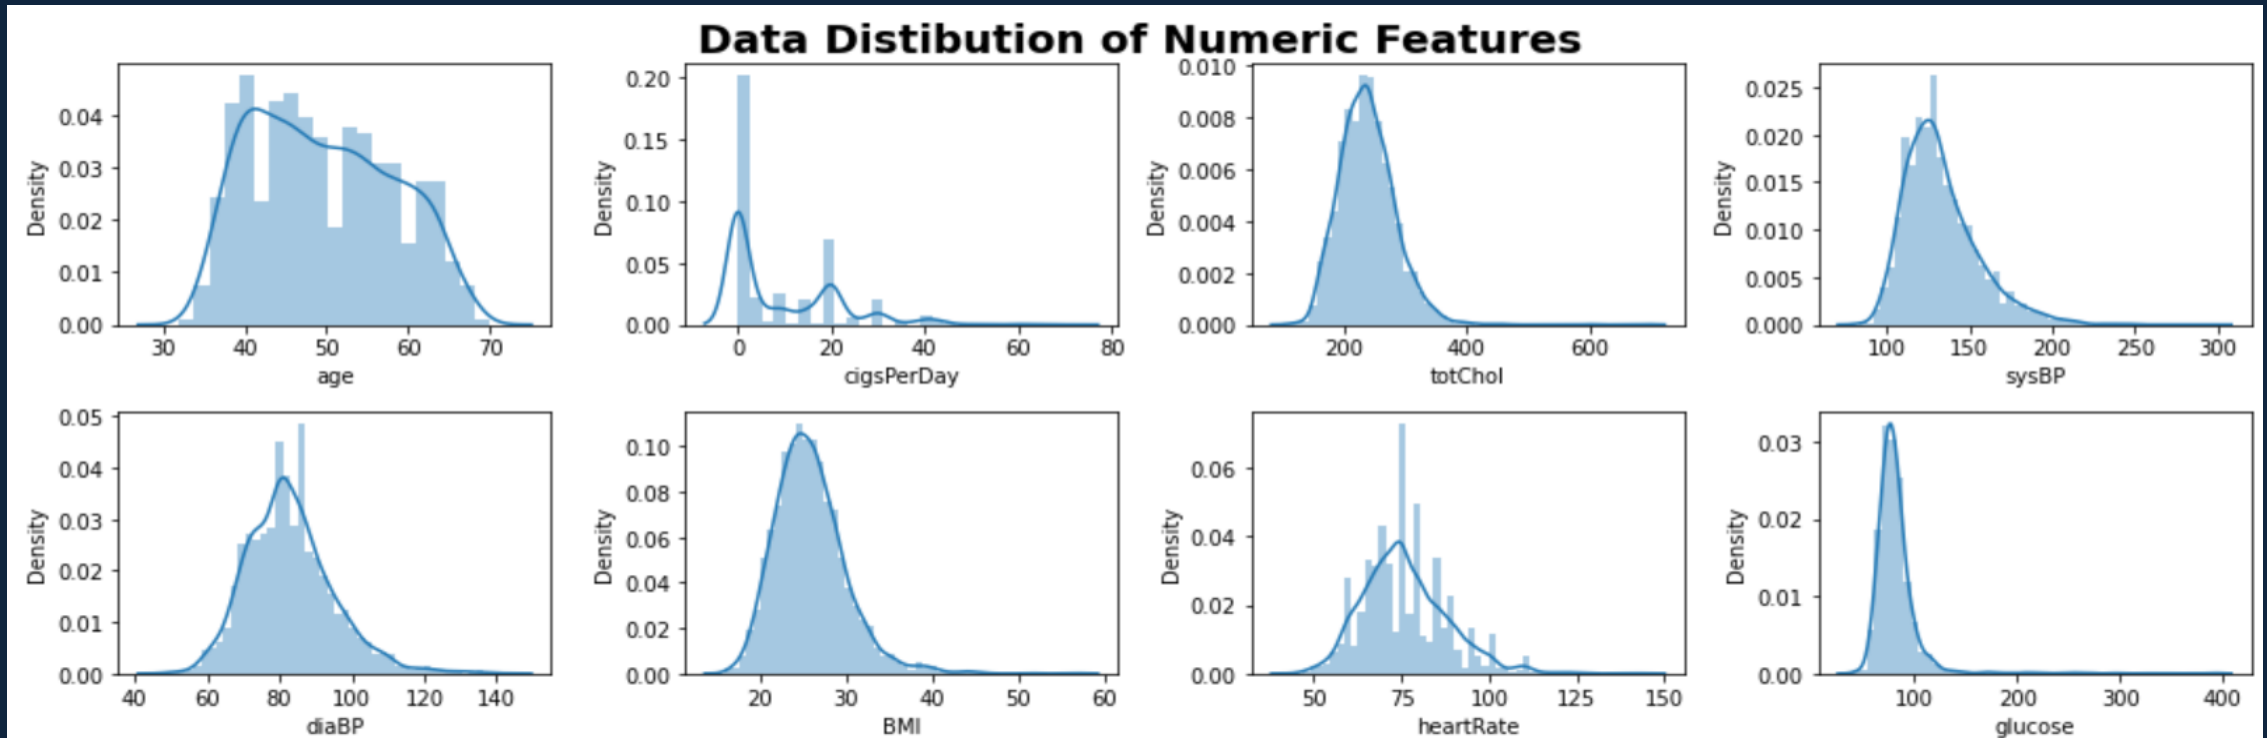 Data Distibution of Numeric Features
Density
0.04
0.03
0.02
0.01
0.00
30 40 50 60 70
age
Density
0.20
0.15
0.10
0.05
0.00
0 20 40 60 80
cigsPerDay
Density
0.010
0.008
0.006
0.004
0.002
0.000
200 400 600
totChol
Density
0.025
0.020
0.015
0.010
0.005
0.000
100 150 200 250 300
sysBP
Density
0.05
0.04
0.03
0.02
0.01
0.00
40 60 80 100 120 140
diaBP
Density
0.10
0.08
0.06
0.04
0.02
0.00
20 30 40 50 60
BMI
Density
0.06
0.04
0.02
0.00
50 75 100 125 150
heartRate
Density
0.03
0.02
0.01
0.00
100 200 300 400
glucose